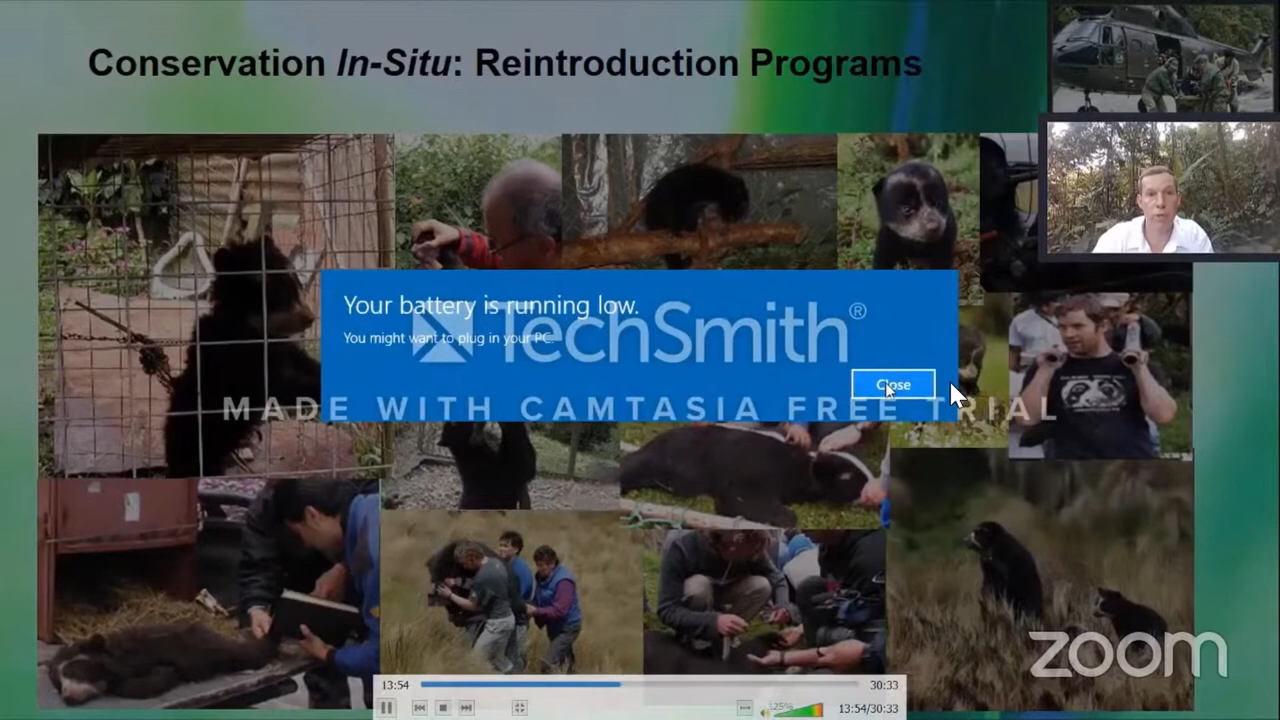 Conservation In-Situ: Reintroduction Programs
Your battery is running low.
You might want to plug in your PC.
TechSmith®
Close
MADE WITH CAMTASIA FREE TRIAL
zoom
13:54
30:33
125%
13:54/30:33